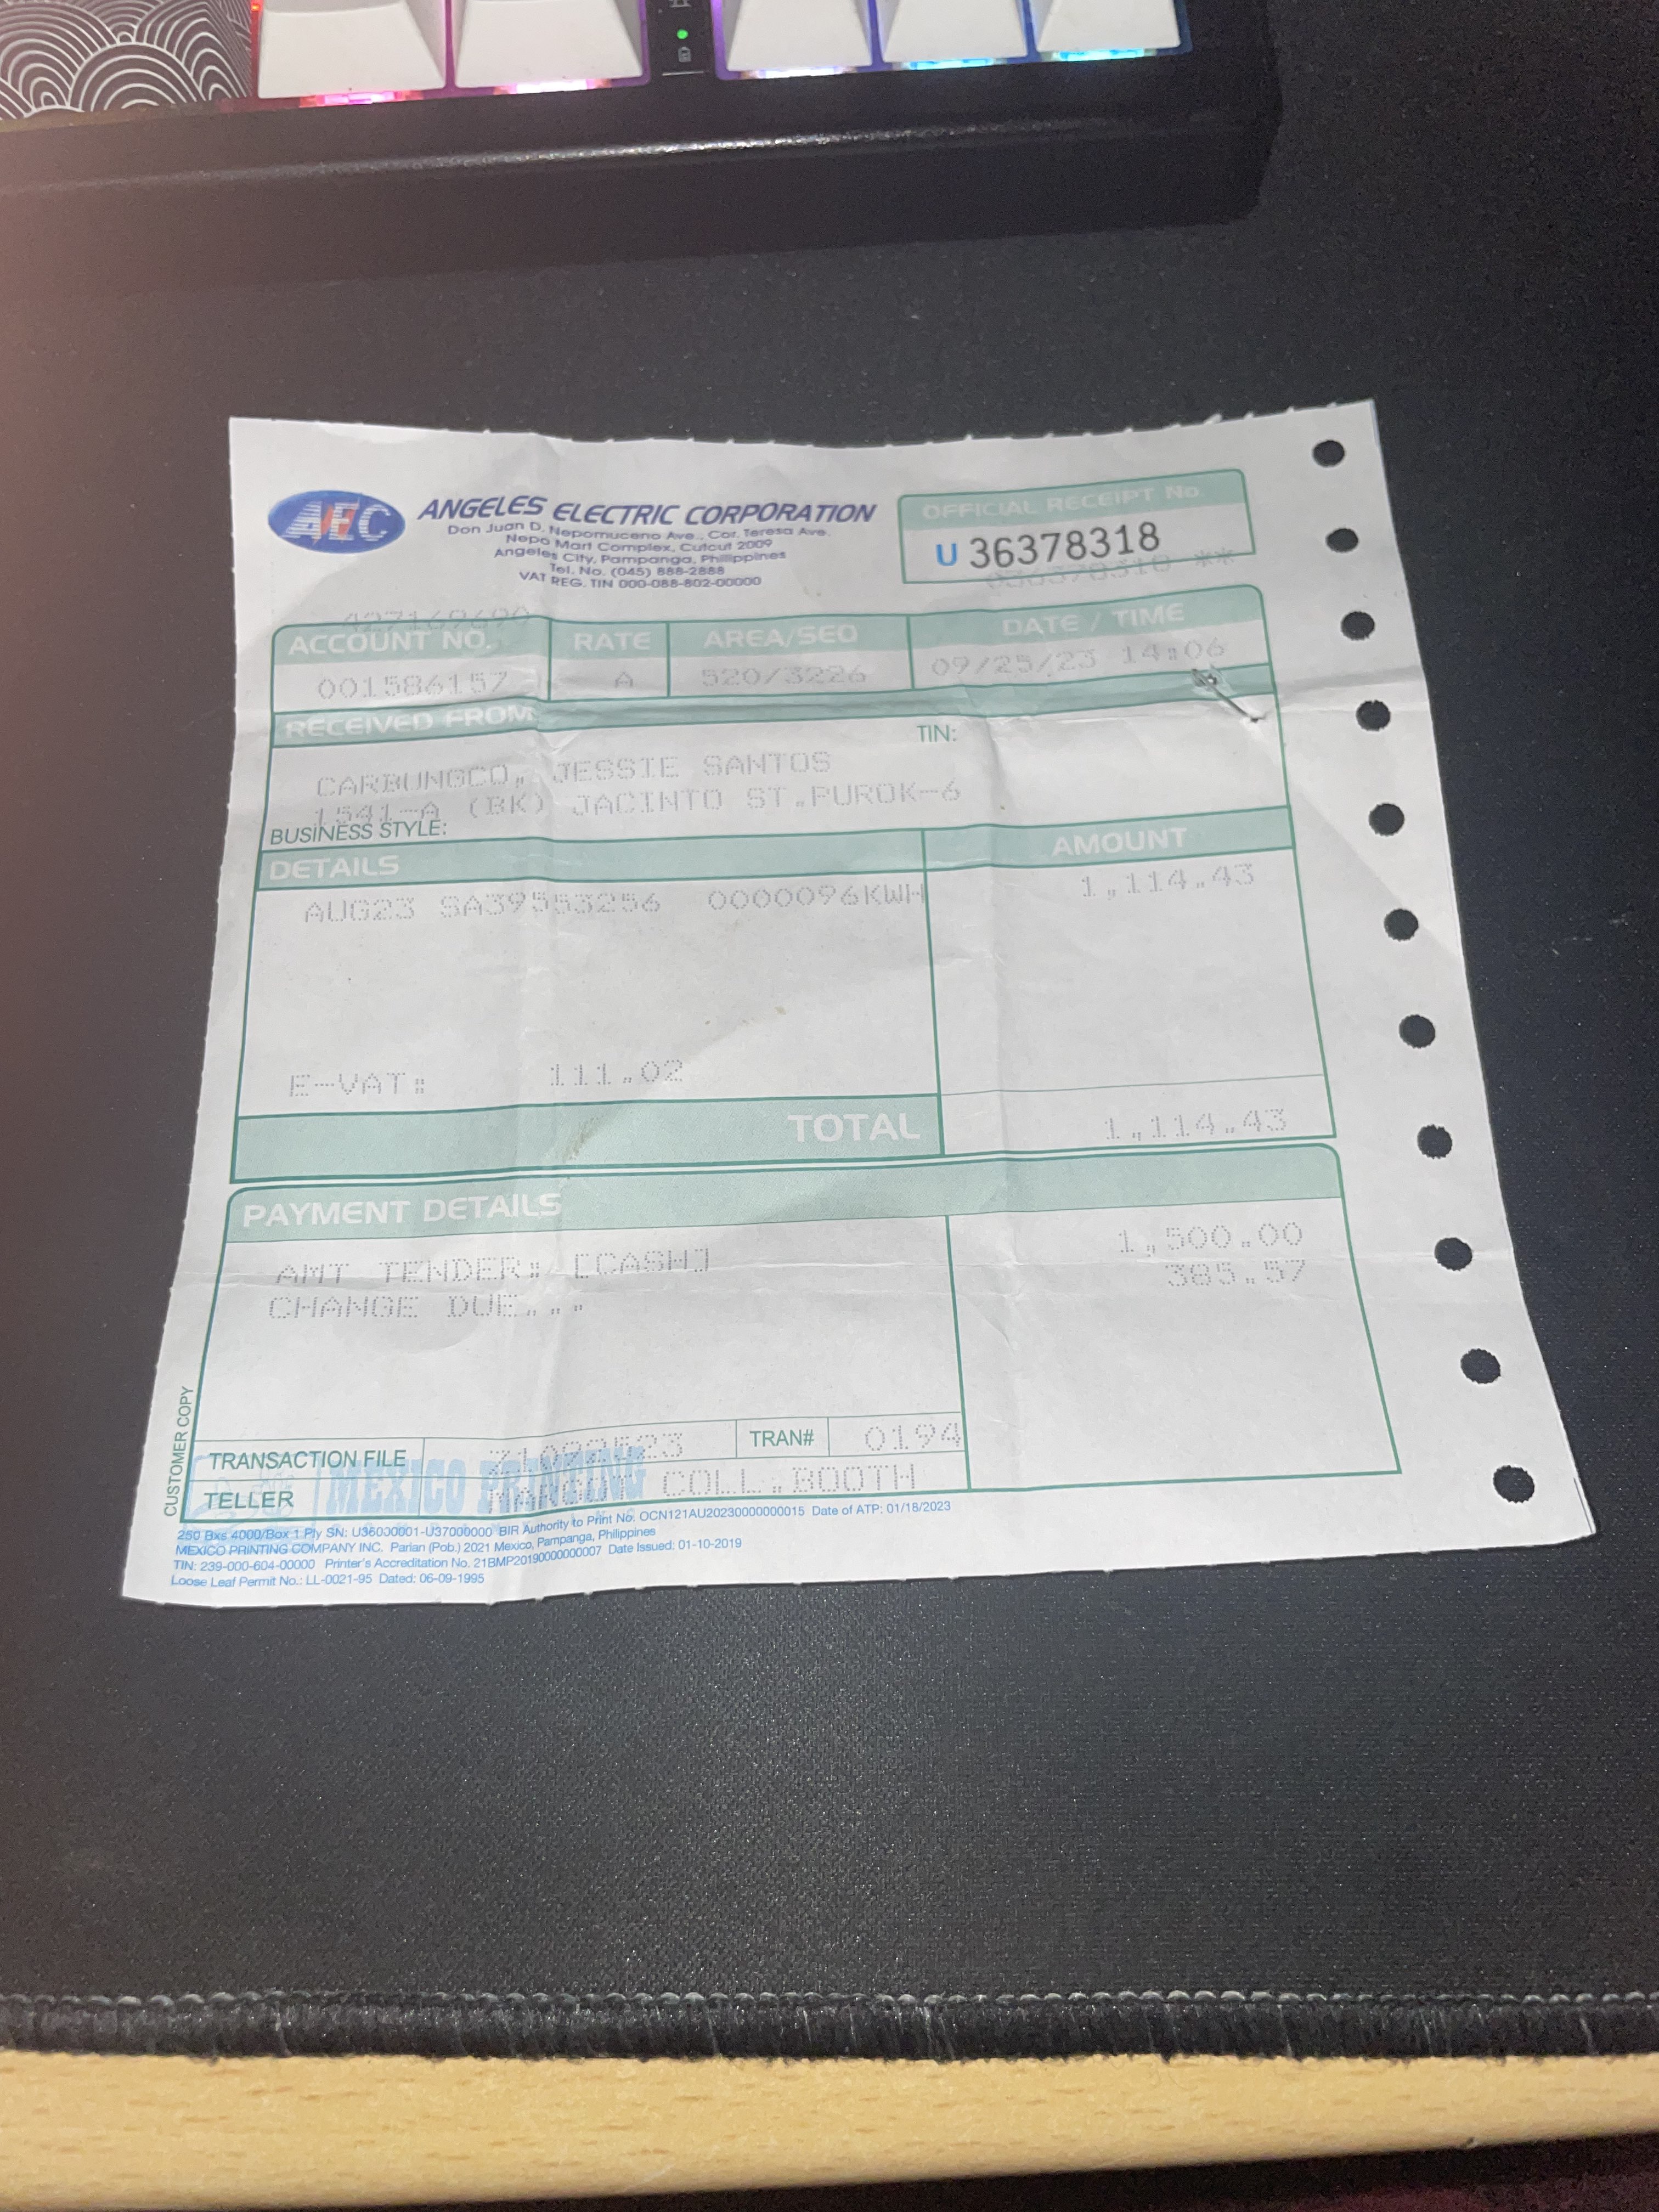 AEC
ANGELES ELECTRIC CORPORATION
Don Juan D. Nepomuceno Ave., Cor. Teresa Ave.
Nepo Mart Complex, Cutcut 2009
Angeles City, Pampanga, Philippines
Tel. No. (045) 888-2888
VAT REG. TIN 000-088-802-00000
OFFICIAL RECEIPT No.
U 36378318
036378318 **
ACCOUNT NO. RATE AREA/SEQ DATE / TIME
001586157 A 520/3226 09/25/23 14:06
RECEIVED FROM
TIN:
CARBUNGCO, JESSIE SANTOS
1541-A (BK) JACINTO ST.PUROK-6
BUSINESS STYLE:
DETAILS AMOUNT
AUG23 SA39553256 0000096KWH 1,114.43
E-VAT: 111.02
TOTAL 1,114.43
PAYMENT DETAILS
AMT TENDER: [CASH] 1,500.00
CHANGE DUE... 385.57
CUSTOMER COPY
TRANSACTION FILE TRAN# 0194
TELLER COLL.BOOTH
MEXICO PRINTING
250 Bxs 4000/Box 1 Ply SN: U36000001-U37000000 BIR Authority to Print No. OCN121AU20230000000015 Date of ATP: 01/18/2023
MEXICO PRINTING COMPANY INC. Parian (Pob.) 2021 Mexico, Pampanga, Philippines
TIN: 239-000-604-00000 Printer's Accreditation No. 21BMP20190000000007 Date Issued: 01-10-2019
Loose Leaf Permit No.: LL-0021-95 Dated: 06-09-1995